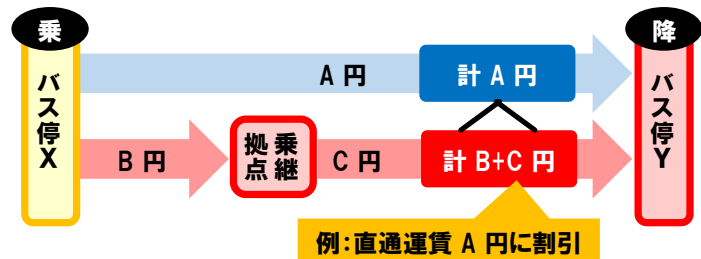 乗
降
バス停X
A 円
計 A 円
バス停Y
B 円
乗継
拠点
C 円
計 B+C 円
例:直通運賃 A 円に割引